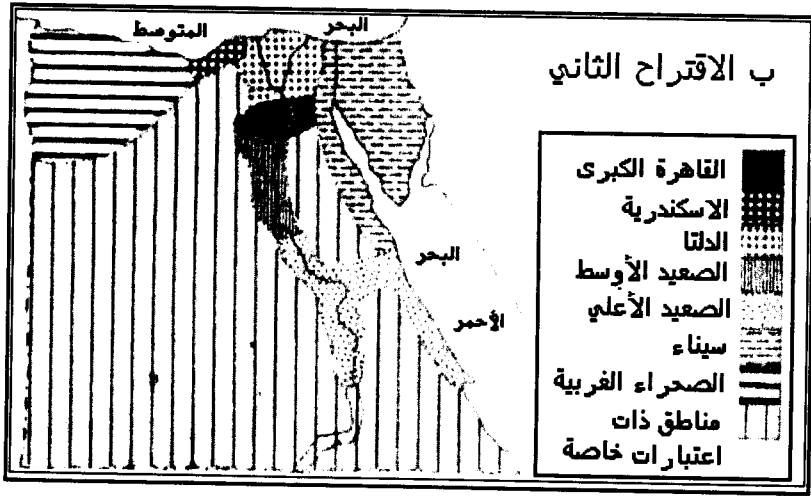 البحر
المتوسط
ب الاقتراح الثاني
القاهرة الكبرى
الاسكندرية
الدلتا
الصعيد الأوسط
الصعيد الأعلي
سيناء
الصحراء الغربية
مناطق ذات
اعتبارات خاصة
البحر
الأحمر